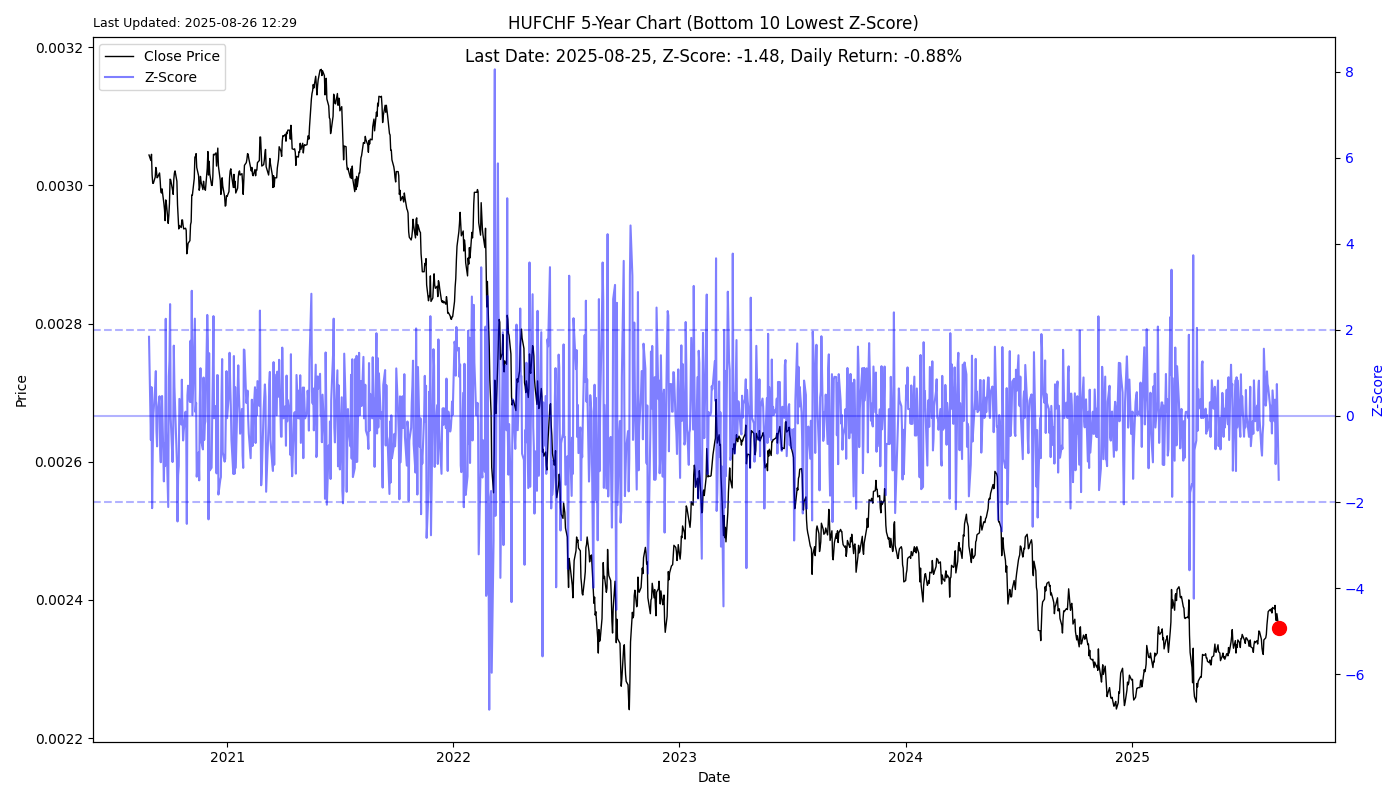 Last Updated: 2025-08-26 12:29
HUFCHF 5-Year Chart (Bottom 10 Lowest Z-Score)
Last Date: 2025-08-25, Z-Score: -1.48, Daily Return: -0.88%
Close Price
Z-Score
Price
0.0032
0.0030
0.0028
0.0026
0.0024
0.0022
8
6
4
2
0
−2
−4
−6
Z-Score
2021
2022
2023
2024
2025
Date